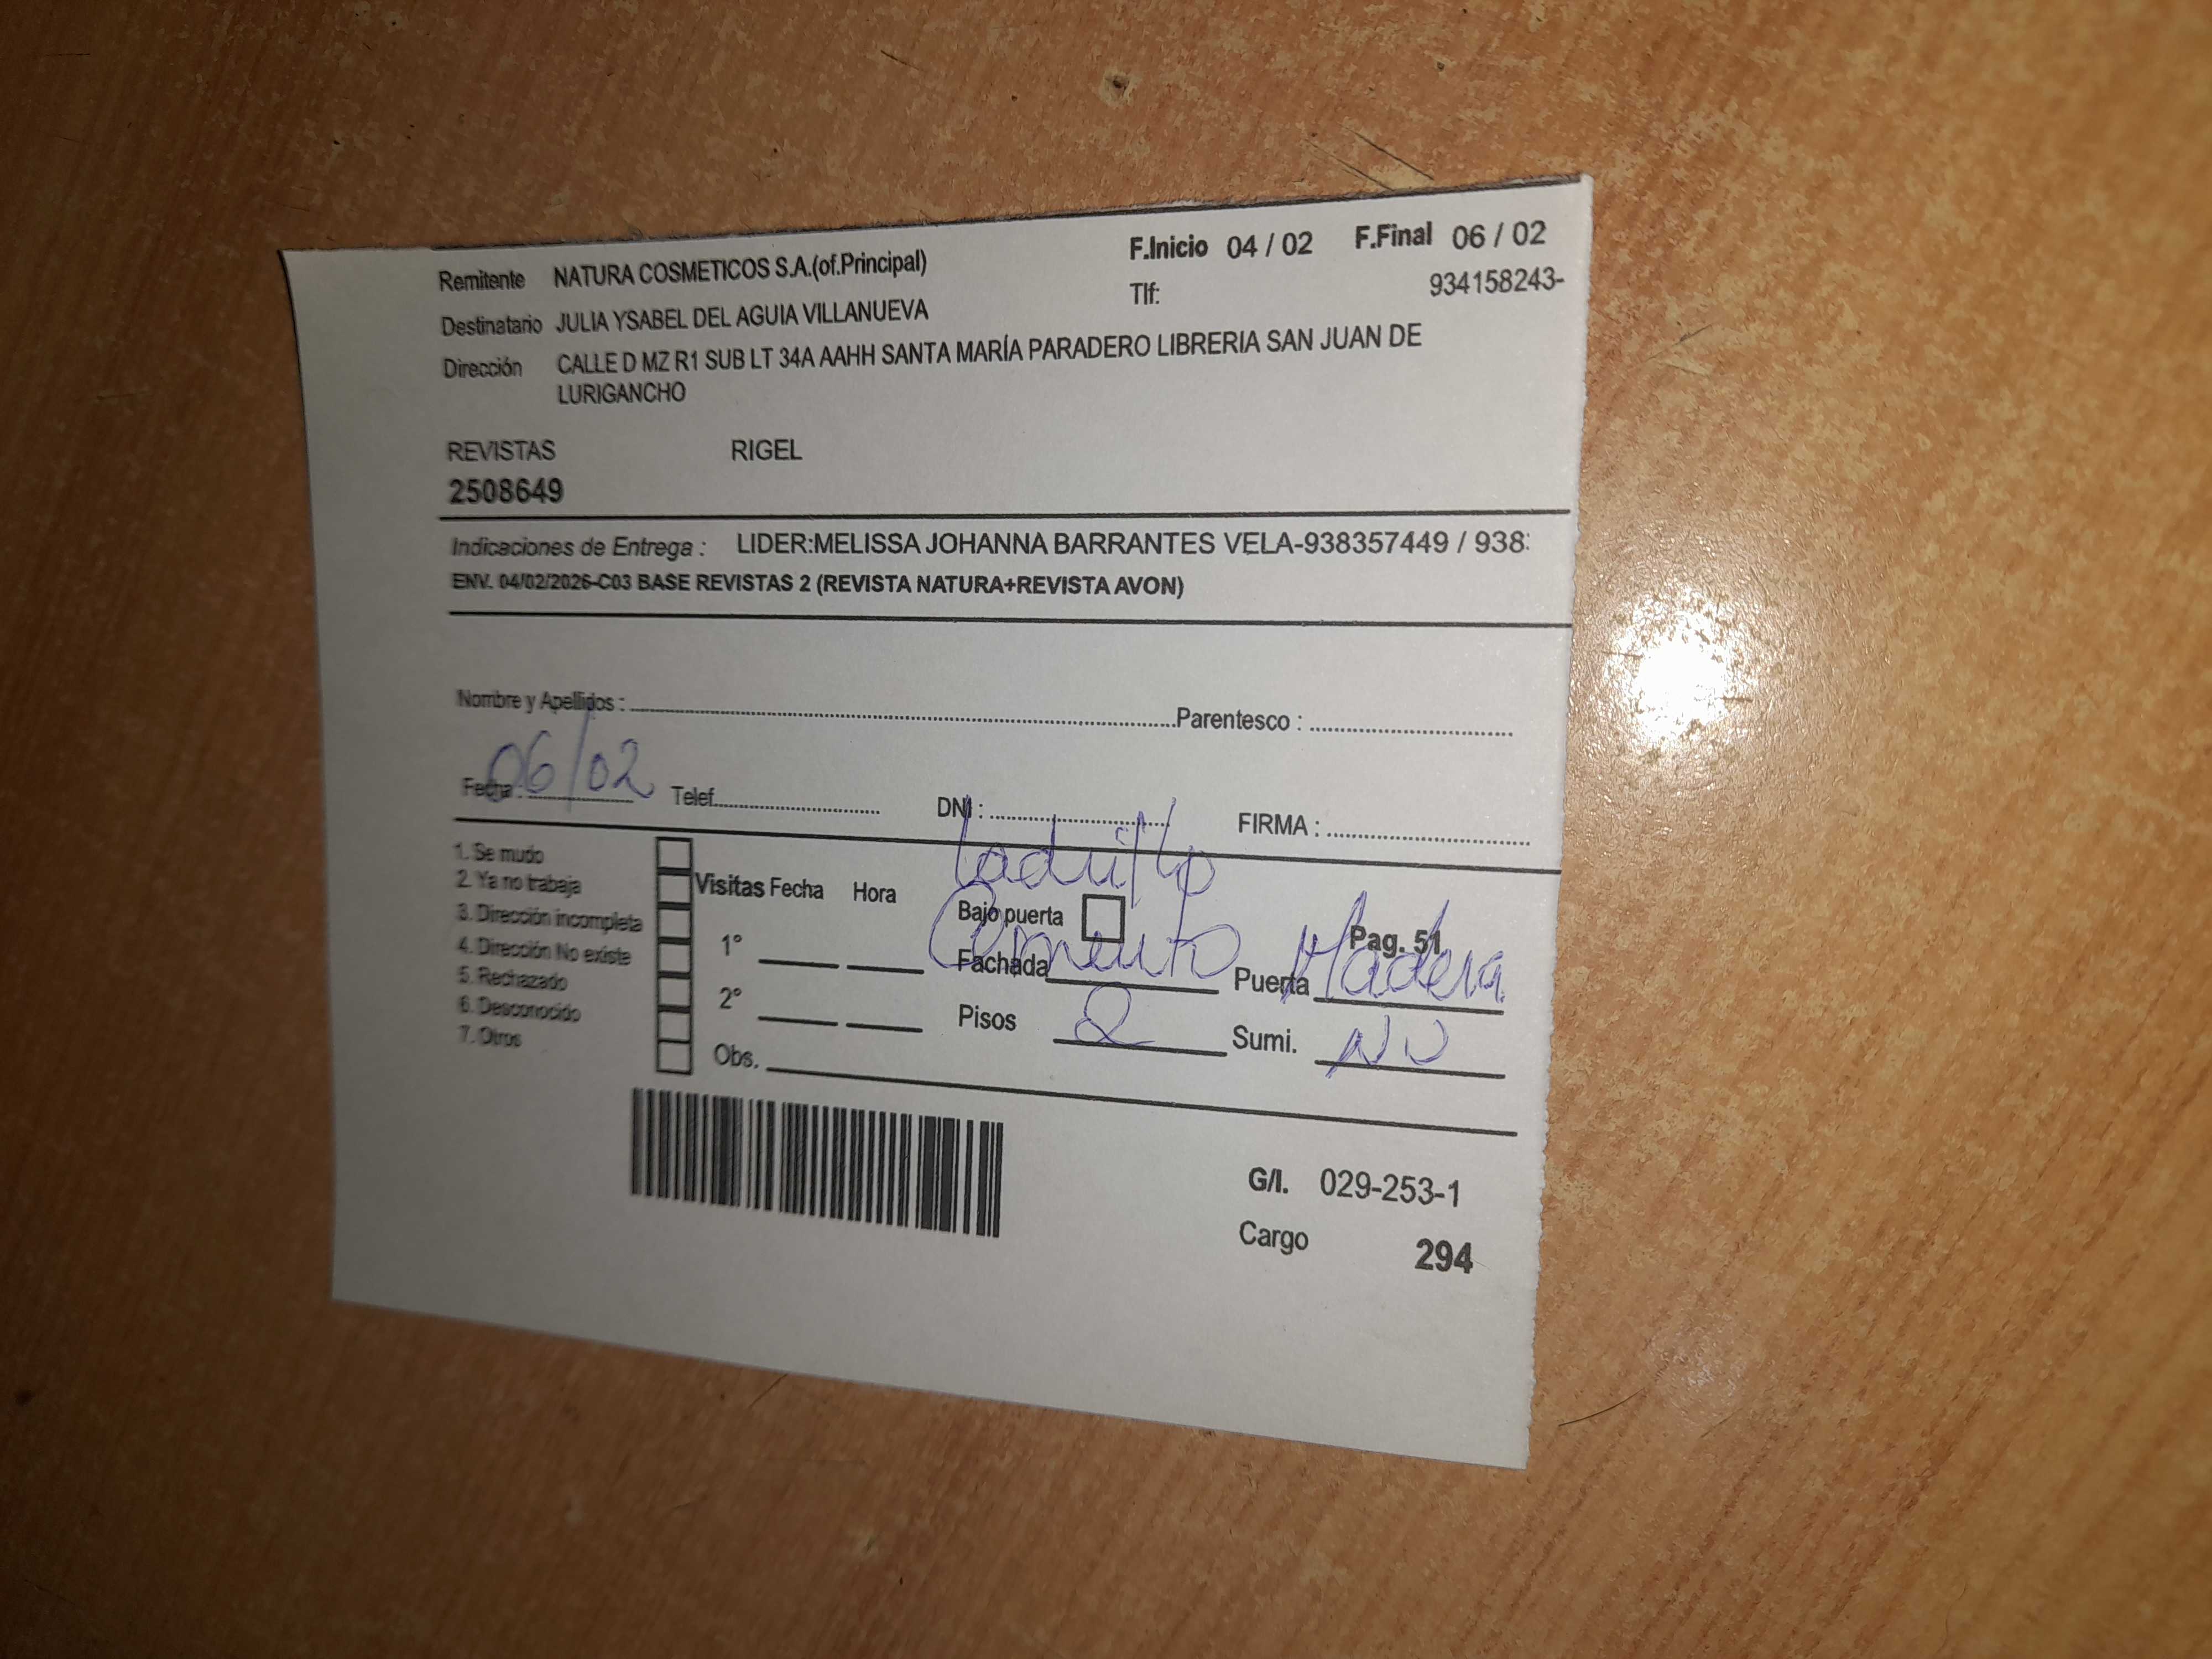 F.Inicio 04 / 02 F.Final 06 / 02
Remitente NATURA COSMETICOS S.A.(of.Principal)
Tlf: 934158243-
Destinatario JULIA YSABEL DEL AGUIA VILLANUEVA
Dirección CALLE D MZ R1 SUB LT 34A AAHH SANTA MARÍA PARADERO LIBRERIA SAN JUAN DE
LURIGANCHO
REVISTAS RIGEL
2508649
Indicaciones de Entrega : LIDER:MELISSA JOHANNA BARRANTES VELA-938357449 / 938
ENV. 04/02/2026-C03 BASE REVISTAS 2 (REVISTA NATURA+REVISTA AVON)
Nombre y Apellidos : Parentesco :
Fecha : 06/02 Telef. DNI : FIRMA :
ladrillo
1. Se mudo
2. Ya no trabaja
3. Dirección incompleta
4. Dirección No existe
5. Rechazado
6. Desconocido
7. Otros
Visitas Fecha Hora
1°
2°
Obs.
Bajo puerta
Pag. 51
Fachada Cemento Puerta Madera
Pisos 2 Sumi. NO
G/I. 029-253-1
Cargo 294